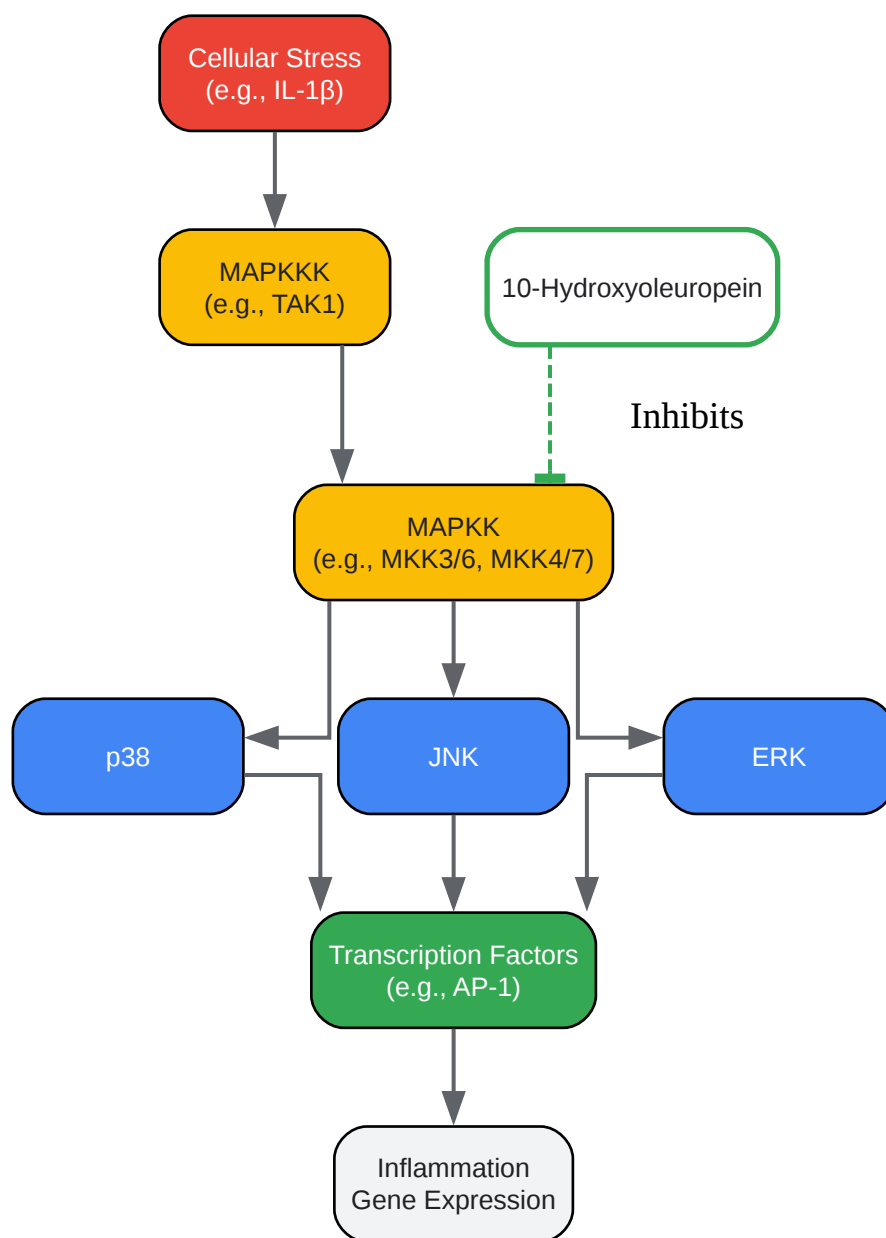 Cellular Stress
(e.g., IL-1β)
MAPKKK
(e.g., TAK1)
10-Hydroxyoleuropein
Inhibits
MAPKK
(e.g., MKK3/6, MKK4/7)
p38
JNK
ERK
Transcription Factors
(e.g., AP-1)
Inflammation
Gene Expression